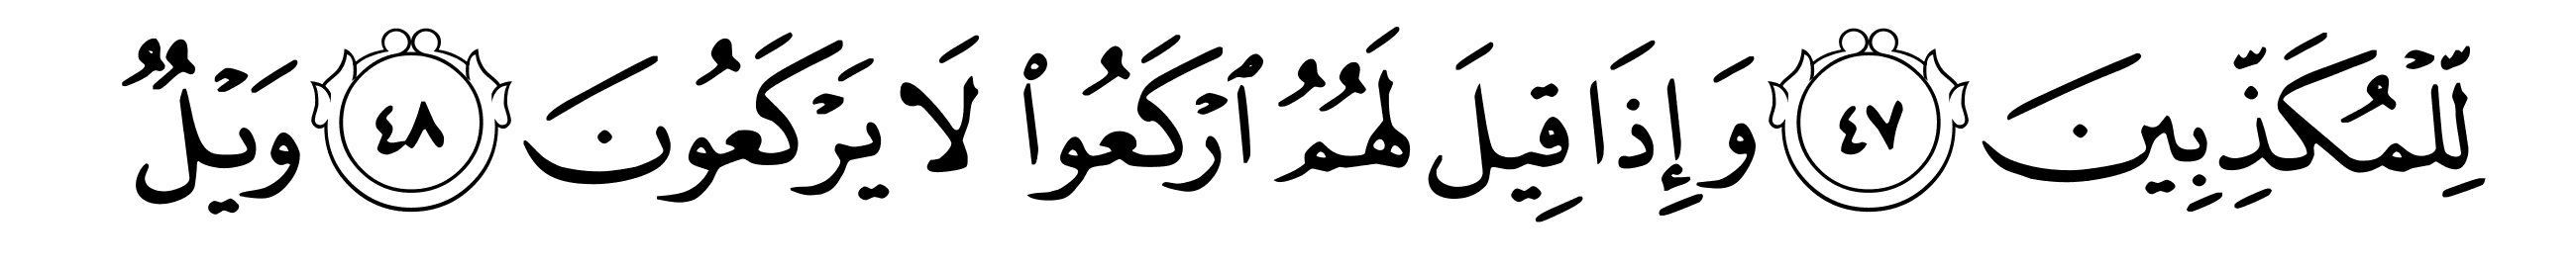 لِّلْمُكَذِّبِينَ ٤٧ وَإِذَا قِيلَ لَهُمُ ٱرْكَعُوا۟ لَا يَرْكَعُونَ ٤٨ وَيْلٌ